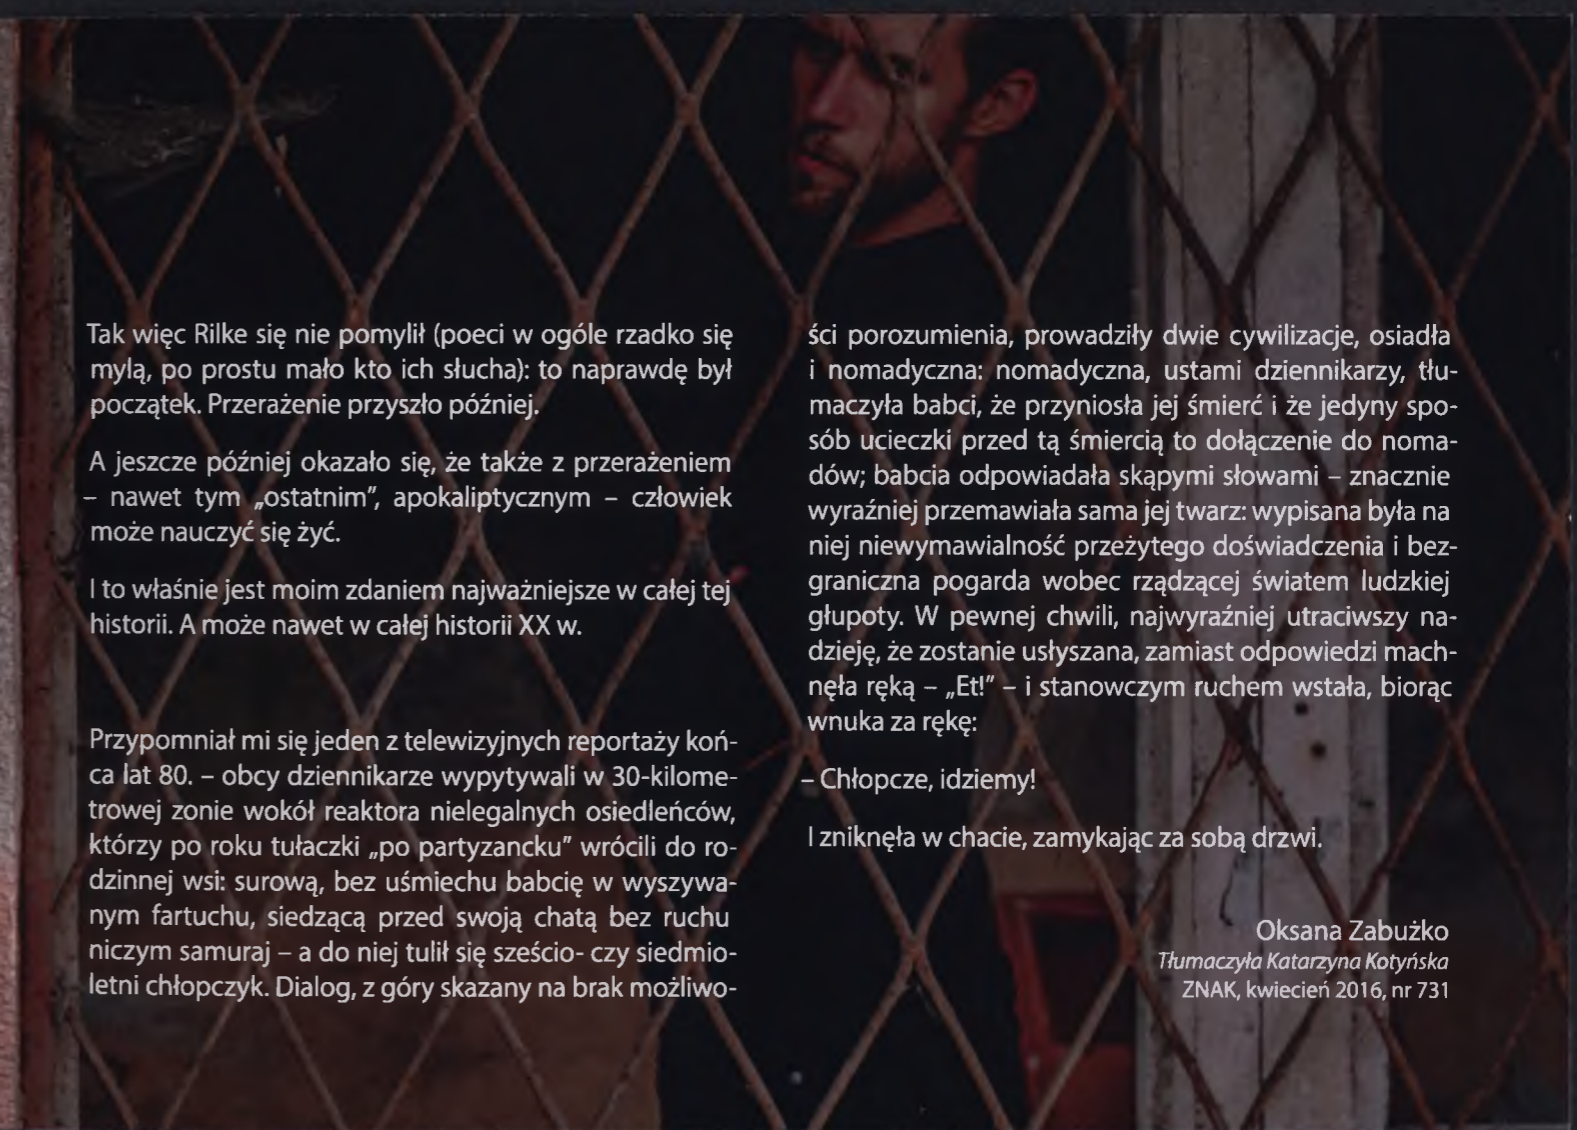 Tak więc Rilke się nie pomylił (poeci w ogóle rzadko się
mylą, po prostu mało kto ich słucha): to naprawdę był
początek. Przerażenie przyszło później.
A jeszcze później okazało się, że także z przerażeniem
– nawet tym „ostatnim”, apokaliptycznym – człowiek
może nauczyć się żyć.
I to właśnie jest moim zdaniem najważniejsze w całej tej
historii. A może nawet w całej historii XX w.
Przypomniał mi się jeden z telewizyjnych reportaży koń-
ca lat 80. – obcy dziennikarze wypytywali w 30-kilome-
trowej zonie wokół reaktora nielegalnych osiedleńców,
którzy po roku tułaczki „po partyzancku” wrócili do ro-
dzinnej wsi: surową, bez uśmiechu babcię w wyszywa-
nym fartuchu, siedzącą przed swoją chatą bez ruchu
niczym samuraj – a do niej tulił się sześcio- czy siedmio-
letni chłopczyk. Dialog, z góry skazany na brak możliwo-
ści porozumienia, prowadziły dwie cywilizacje, osiadła
i nomadyczna: nomadyczna, ustami dziennikarzy, tłu-
maczyła babci, że przyniosła jej śmierć i że jedyny spo-
sób ucieczki przed tą śmiercią to dołączenie do noma-
dów; babcia odpowiadała skąpymi słowami – znacznie
wyraźniej przemawiała sama jej twarz: wypisana była na
niej niewymawialność przeżytego doświadczenia i bez-
graniczna pogarda wobec rządzącej światem ludzkiej
głupoty. W pewnej chwili, najwyraźniej utraciwszy na-
dzieję, że zostanie usłyszana, zamiast odpowiedzi mach-
nęła ręką – „Et!” – i stanowczym ruchem wstała, biorąc
wnuka za rękę:
– Chłopcze, idziemy!
I zniknęła w chacie, zamykając za sobą drzwi.
Oksana Zabużko
Tłumaczyła Katarzyna Kotyńska
ZNAK, kwiecień 2016, nr 731